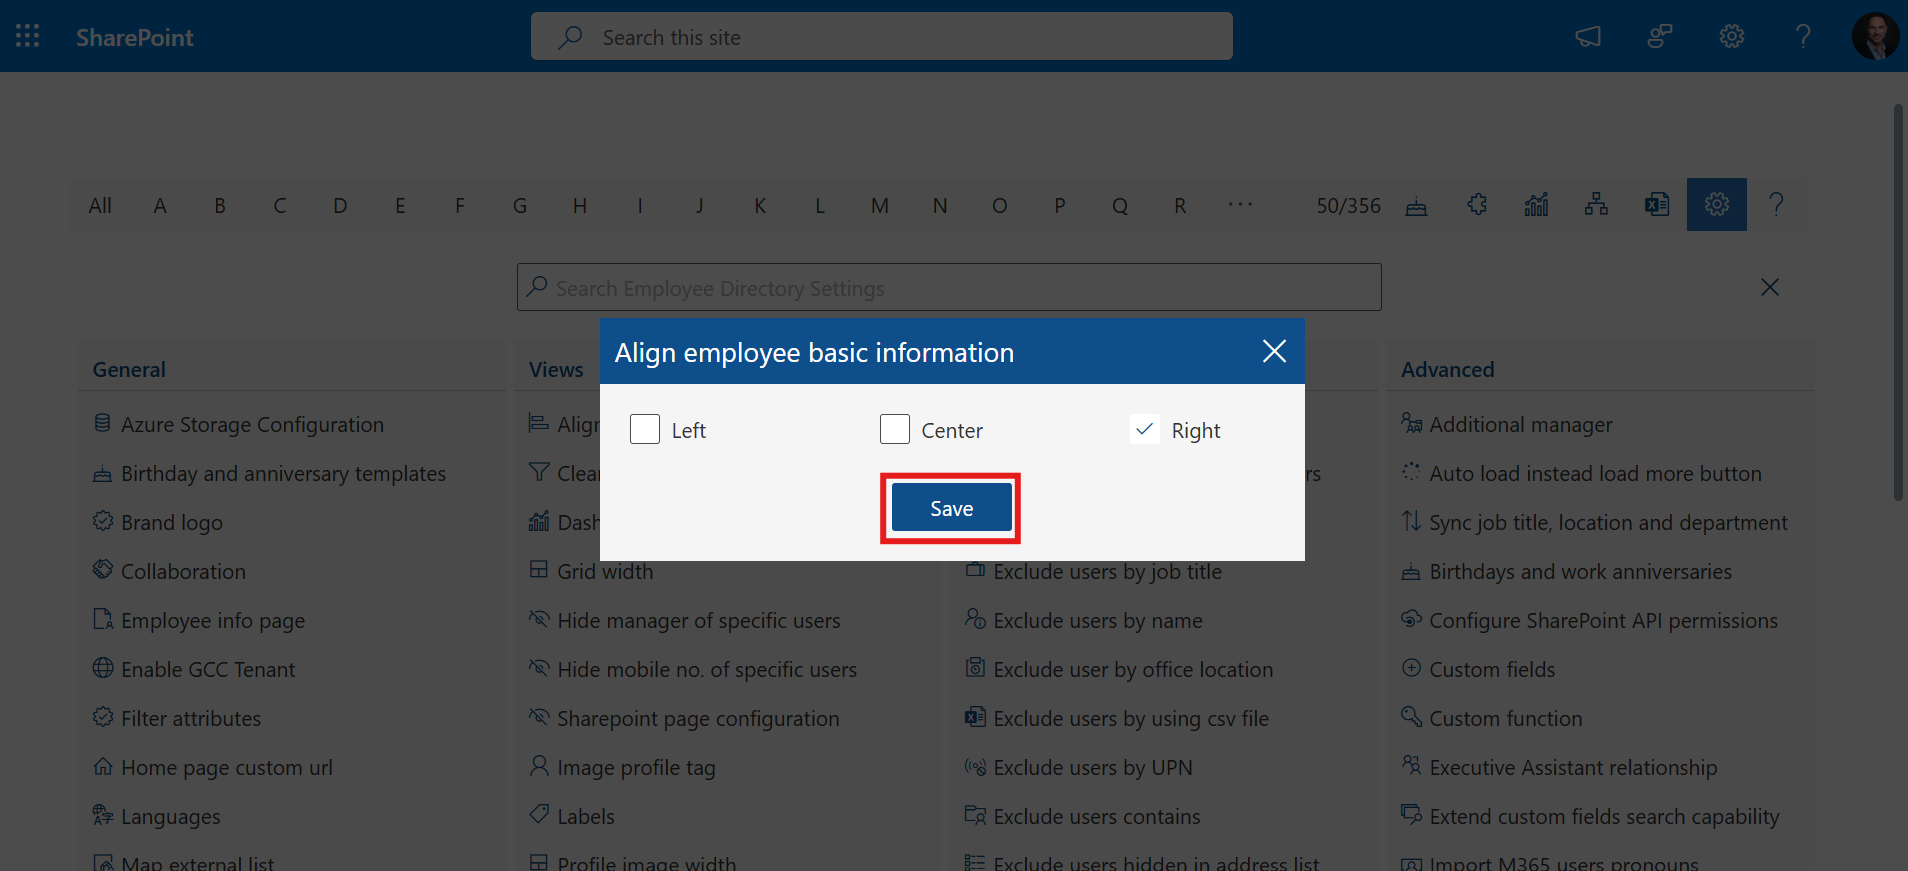 SharePoint
Search this site
All A B C D E F G H I J K L M N O P Q R ... 50/356
Search Employee Directory Settings
Align employee basic information
Left Center Right
Save
General
Azure Storage Configuration
Birthday and anniversary templates
Brand logo
Collaboration
Employee info page
Enable GCC Tenant
Filter attributes
Home page custom url
Languages
Map external list
Views
Grid width
Hide manager of specific users
Hide mobile no. of specific users
Sharepoint page configuration
Image profile tag
Labels
Profile image width
Exclude users by job title
Exclude users by name
Exclude user by office location
Exclude users by using csv file
Exclude users by UPN
Exclude users contains
Exclude users hidden in address list
Advanced
Additional manager
Auto load instead load more button
Sync job title, location and department
Birthdays and work anniversaries
Configure SharePoint API permissions
Custom fields
Custom function
Executive Assistant relationship
Extend custom fields search capability
Import M365 users pronouns